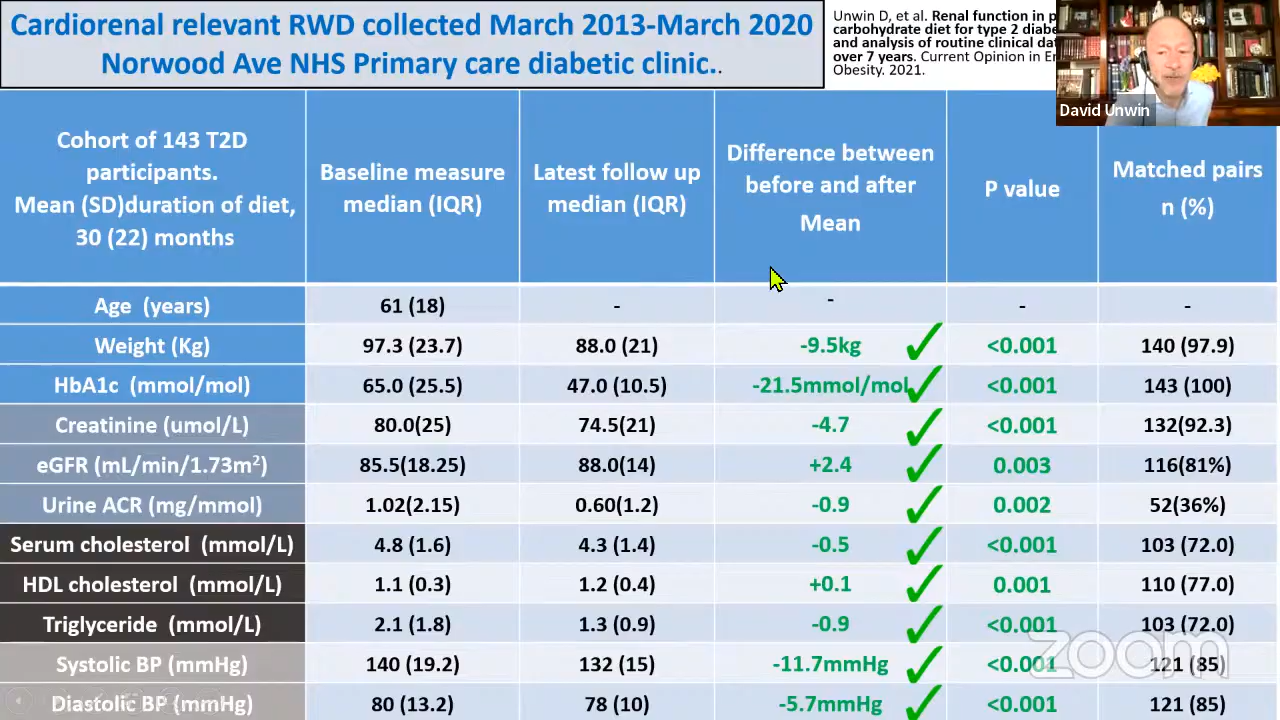 Cardiorenal relevant RWD collected March 2013-March 2020
Norwood Ave NHS Primary care diabetic clinic..
Unwin D, et al. Renal function in p
carbohydrate diet for type 2 diabe
and analysis of routine clinical dat
over 7 years. Current Opinion in En
Obesity. 2021.
David Unwin
Cohort of 143 T2D
participants.
Mean (SD)duration of diet,
30 (22) months
Baseline measure
median (IQR)
Latest follow up
median (IQR)
Difference between
before and after
Mean
P value
Matched pairs
n (%)
Age (years) 61 (18) - - - -
Weight (Kg) 97.3 (23.7) 88.0 (21) -9.5kg ✓ <0.001 140 (97.9)
HbA1c (mmol/mol) 65.0 (25.5) 47.0 (10.5) -21.5mmol/mol ✓ <0.001 143 (100)
Creatinine (umol/L) 80.0(25) 74.5(21) -4.7 ✓ <0.001 132(92.3)
eGFR (mL/min/1.73m²) 85.5(18.25) 88.0(14) +2.4 ✓ 0.003 116(81%)
Urine ACR (mg/mmol) 1.02(2.15) 0.60(1.2) -0.9 ✓ 0.002 52(36%)
Serum cholesterol (mmol/L) 4.8 (1.6) 4.3 (1.4) -0.5 ✓ <0.001 103 (72.0)
HDL cholesterol (mmol/L) 1.1 (0.3) 1.2 (0.4) +0.1 ✓ 0.001 110 (77.0)
Triglyceride (mmol/L) 2.1 (1.8) 1.3 (0.9) -0.9 ✓ <0.001 103 (72.0)
Systolic BP (mmHg) 140 (19.2) 132 (15) -11.7mmHg ✓ <0.001 121 (85)
Diastolic BP (mmHg) 80 (13.2) 78 (10) -5.7mmHg ✓ <0.001 121 (85)
zoom